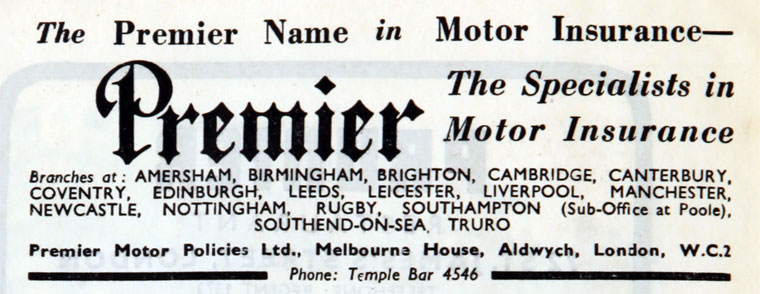 The Premier Name in Motor Insurance—
Premier
The Specialists in
Motor Insurance
Branches at: AMERSHAM, BIRMINGHAM, BRIGHTON, CAMBRIDGE, CANTERBURY,
COVENTRY, EDINBURGH, LEEDS, LEICESTER, LIVERPOOL, MANCHESTER,
NEWCASTLE, NOTTINGHAM, RUGBY, SOUTHAMPTON (Sub-Office at Poole),
SOUTHEND-ON-SEA, TRURO
Premier Motor Policies Ltd., Melbourne House, Aldwych, London, W.C.2
Phone: Temple Bar 4546